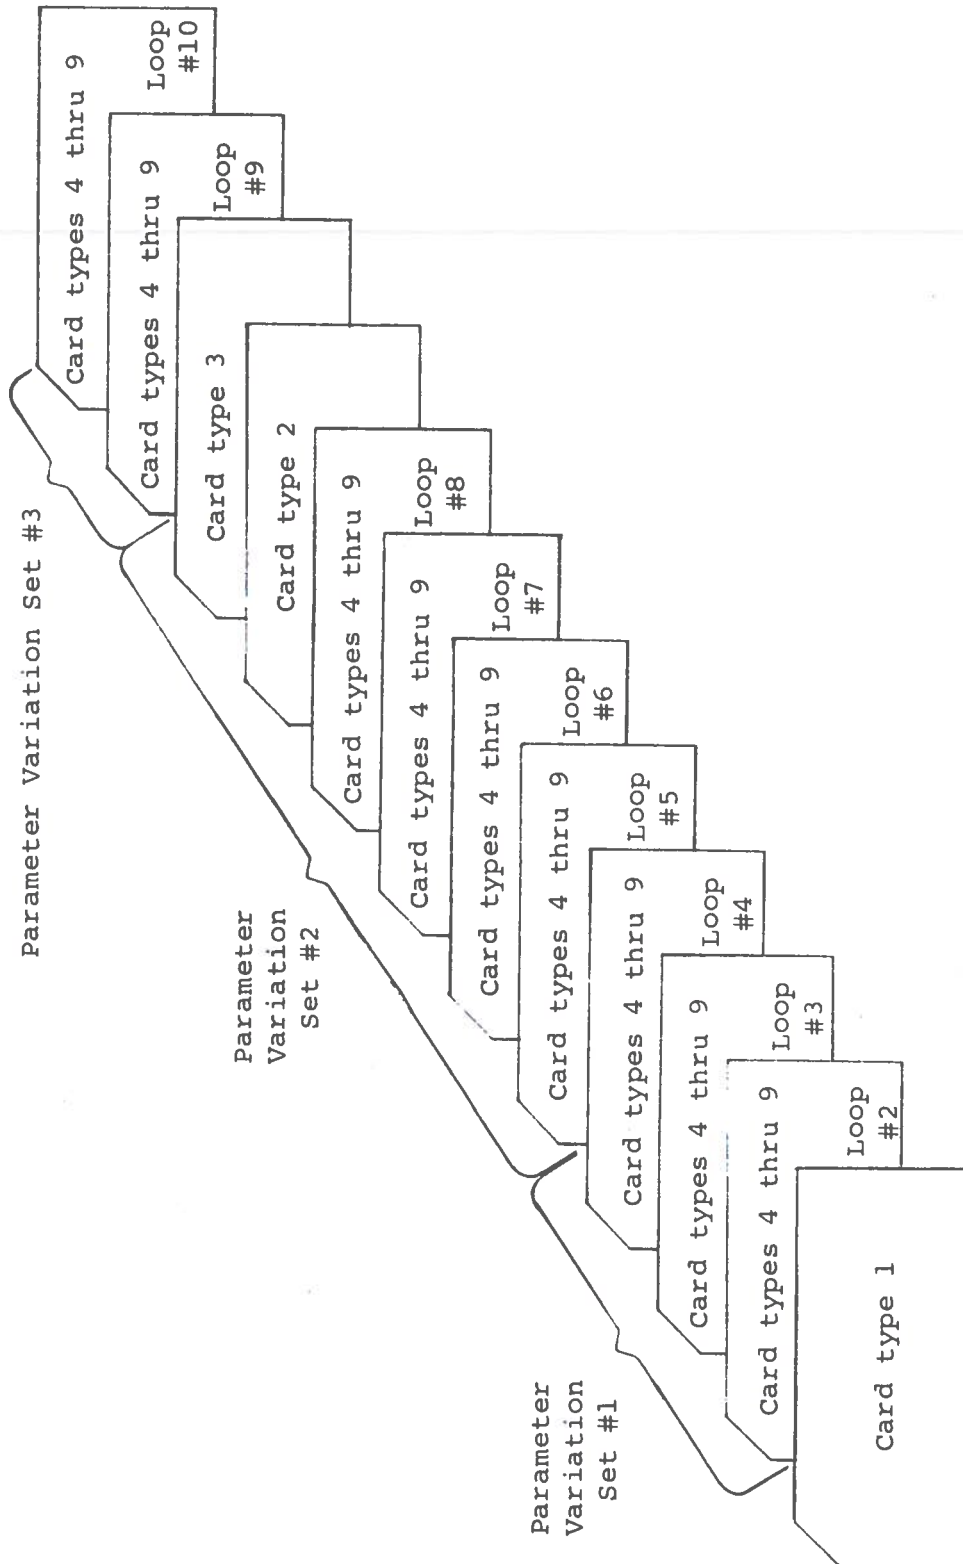 Parameter Variation Set #3
Parameter
Variation
Set #2
Parameter
Variation
Set #1
Card types 4 thru 9
Loop
#10
Card types 4 thru 9
Loop
#9
Card type 3
Card type 2
Card types 4 thru 9
Loop
#8
Card types 4 thru 9
Loop
#7
Card types 4 thru 9
Loop
#6
Card types 4 thru 9
Loop
#5
Card types 4 thru 9
Loop
#4
Card types 4 thru 9
Loop
#3
Card types 4 thru 9
Loop
#2
Card type 1